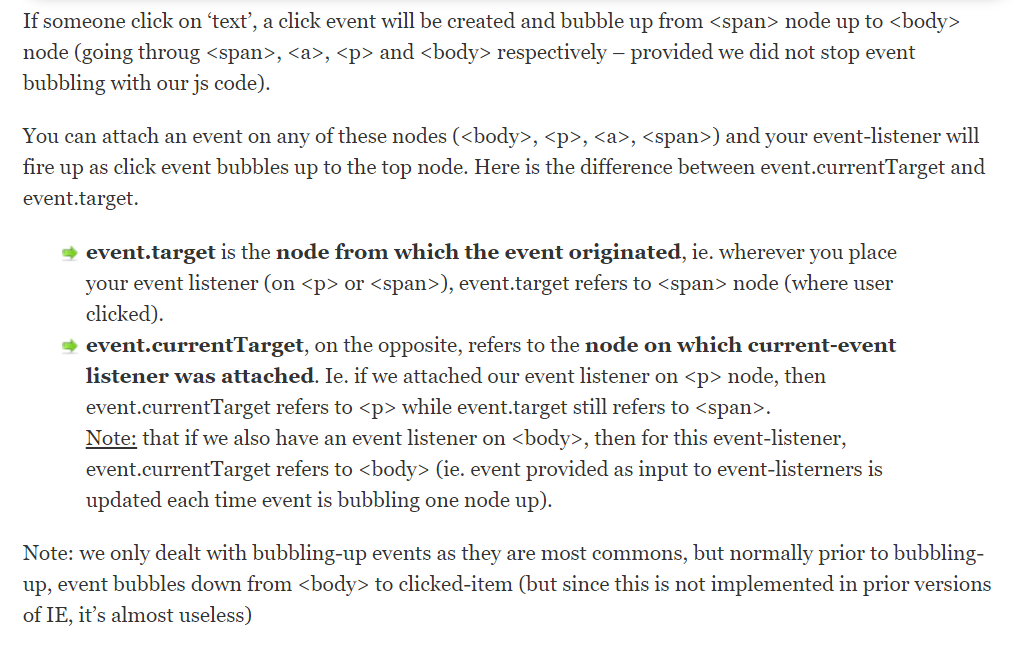 If someone click on ‘text’, a click event will be created and bubble up from <span> node up to <body>
node (going throug <span>, <a>, <p> and <body> respectively – provided we did not stop event
bubbling with our js code).
You can attach an event on any of these nodes (<body>, <p>, <a>, <span>) and your event-listener will
fire up as click event bubbles up to the top node. Here is the difference between event.currentTarget and
event.target.
event.target is the node from which the event originated, ie. wherever you place
your event listener (on <p> or <span>), event.target refers to <span> node (where user
clicked).
event.currentTarget, on the opposite, refers to the node on which current-event
listener was attached. Ie. if we attached our event listener on <p> node, then
event.currentTarget refers to <p> while event.target still refers to <span>.
Note: that if we also have an event listener on <body>, then for this event-listener,
event.currentTarget refers to <body> (ie. event provided as input to event-listerners is
updated each time event is bubbling one node up).
Note: we only dealt with bubbling-up events as they are most commons, but normally prior to bubbling-
up, event bubbles down from <body> to clicked-item (but since this is not implemented in prior versions
of IE, it’s almost useless)